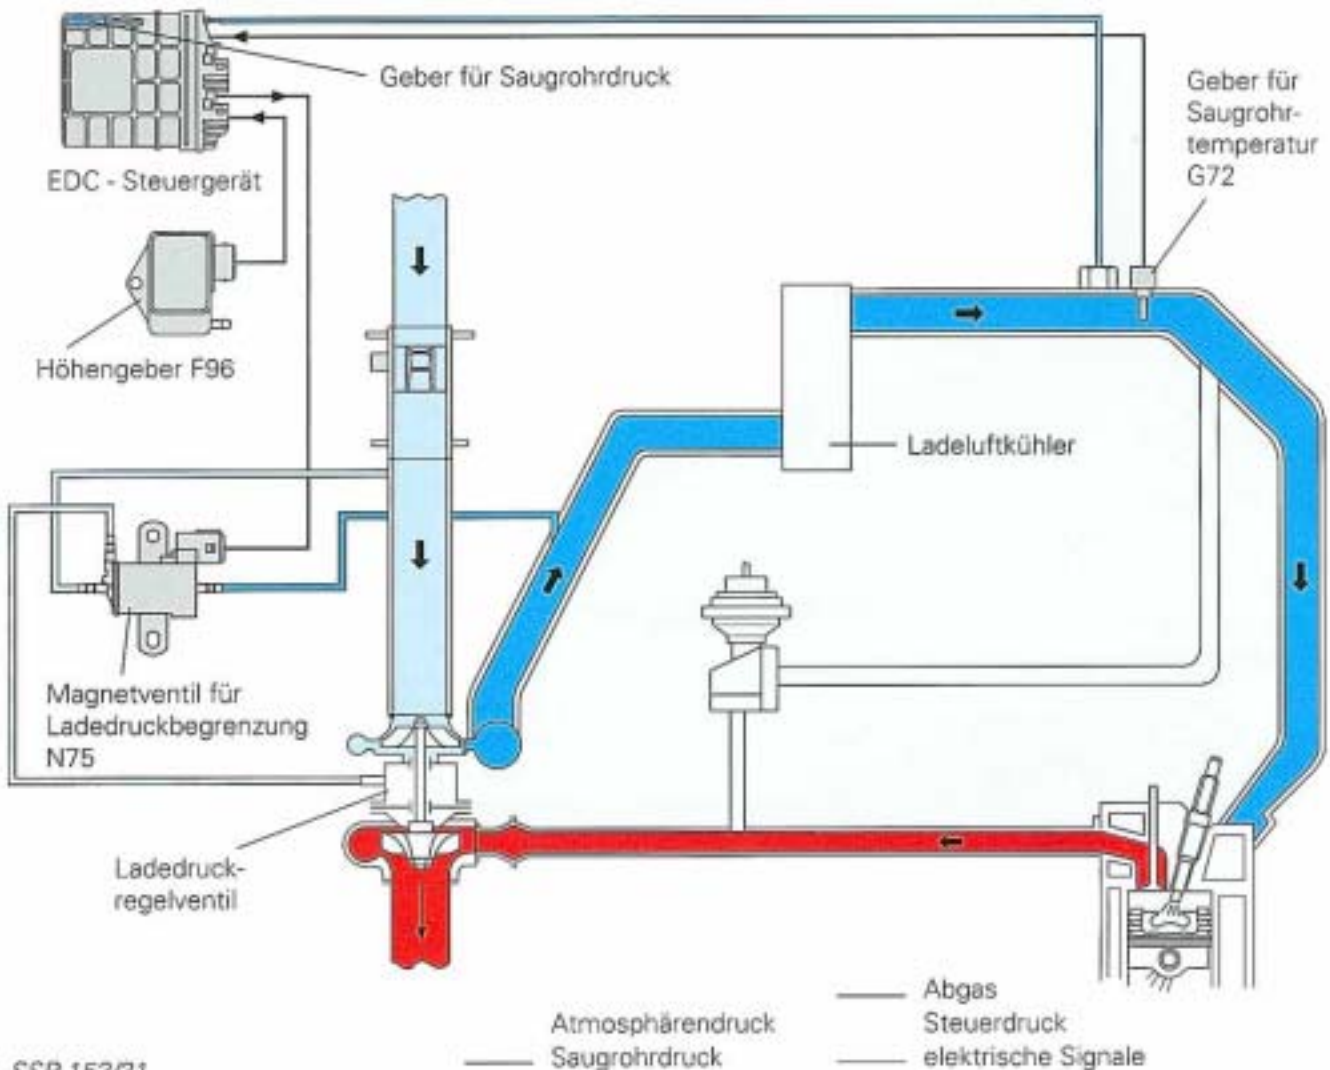 Geber für Saugrohrdruck
Geber für
Saugrohr-
temperatur
G72
EDC - Steuergerät
Höhengeber F96
Ladeluftkühler
Magnetventil für
Ladedruckbegrenzung
N75
Ladedruck-
regelventil
Abgas
Atmosphärendruck
Steuerdruck
Saugrohrdruck
elektrische Signale